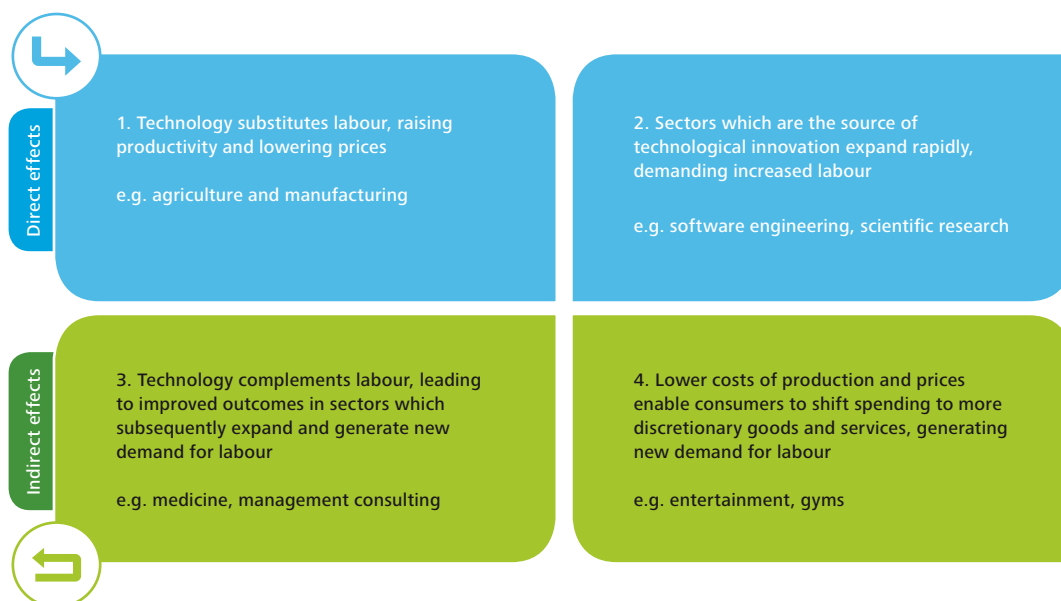 Direct effects
1. Technology substitutes labour, raising
productivity and lowering prices
e.g. agriculture and manufacturing
2. Sectors which are the source of
technological innovation expand rapidly,
demanding increased labour
e.g. software engineering, scientific research
Indirect effects
3. Technology complements labour, leading
to improved outcomes in sectors which
subsequently expand and generate new
demand for labour
e.g. medicine, management consulting
4. Lower costs of production and prices
enable consumers to shift spending to more
discretionary goods and services, generating
new demand for labour
e.g. entertainment, gyms